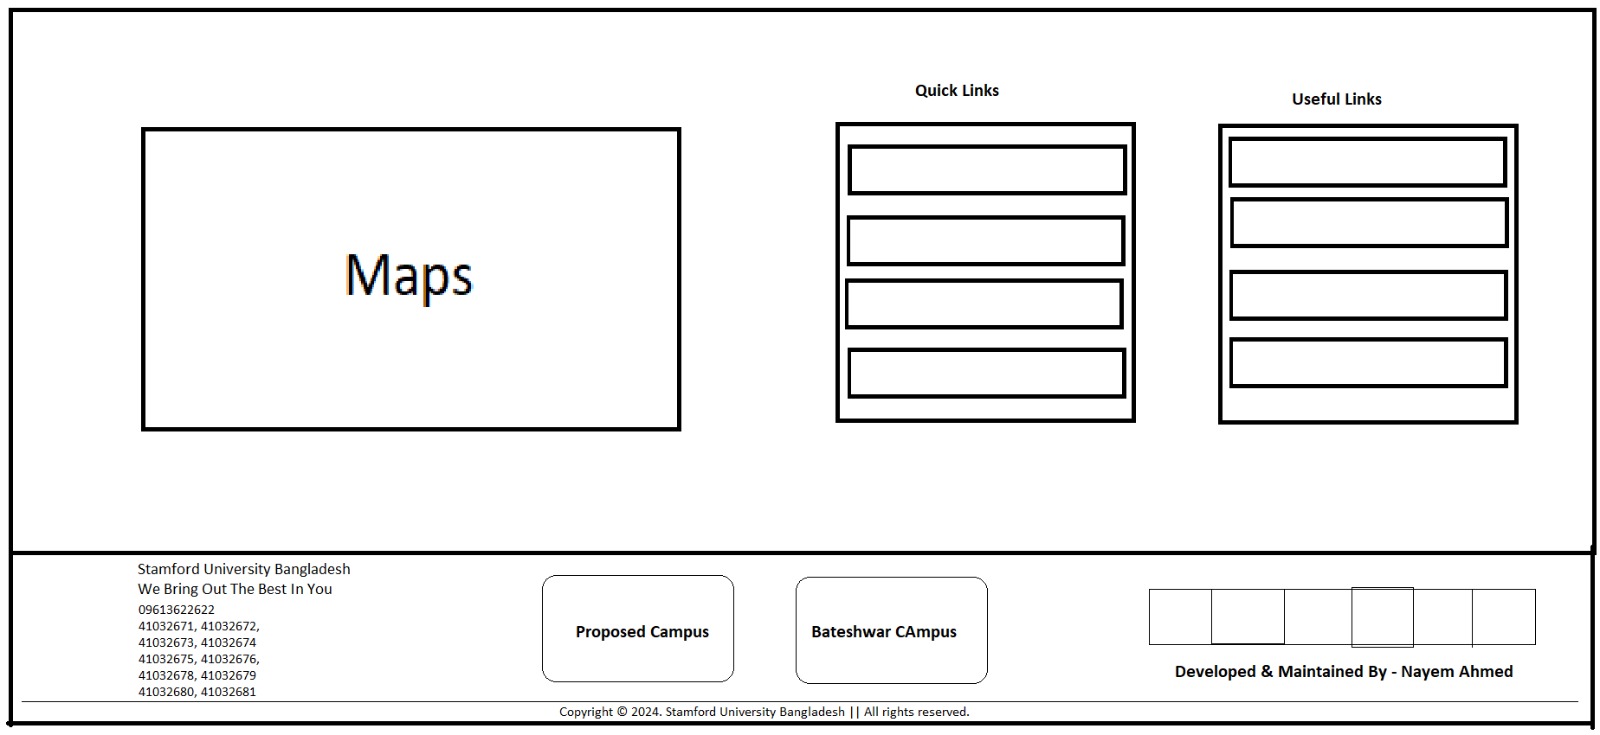 Quick Links
Useful Links
Maps
Stamford University Bangladesh
We Bring Out The Best In You
09613622622
41032671, 41032672,
41032673, 41032674
41032675, 41032676,
41032678, 41032679
41032680, 41032681
Proposed Campus
Bateshwar CAmpus
Developed & Maintained By - Nayem Ahmed
Copyright © 2024. Stamford University Bangladesh || All rights reserved.